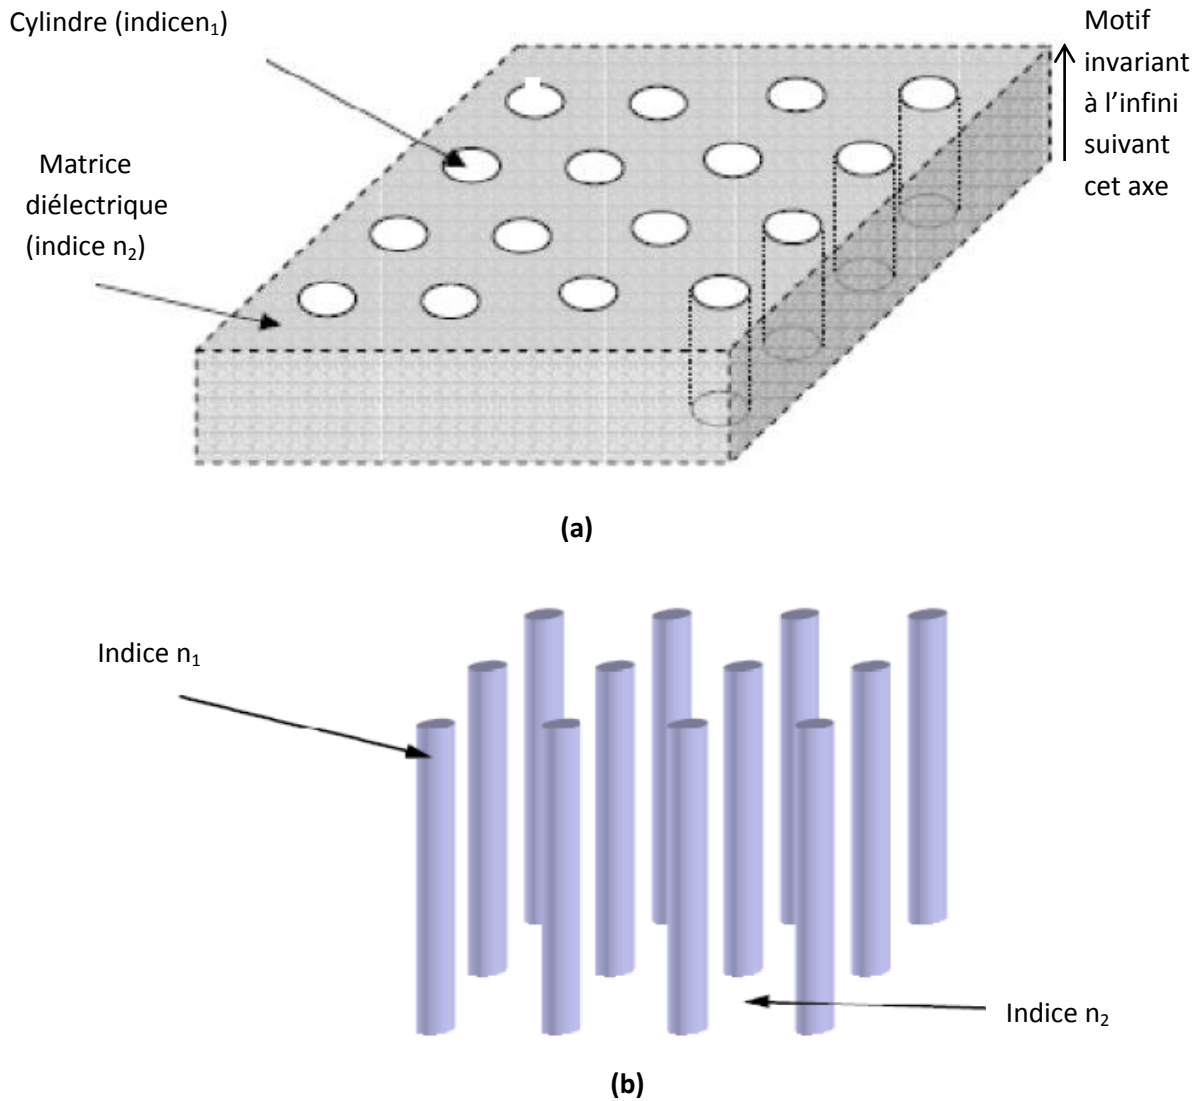 Cylindre (indicen₁)
Motif
invariant
à l’infini
suivant
cet axe
Matrice
diélectrique
(indice n₂)
(a)
Indice n₁
Indice n₂
(b)